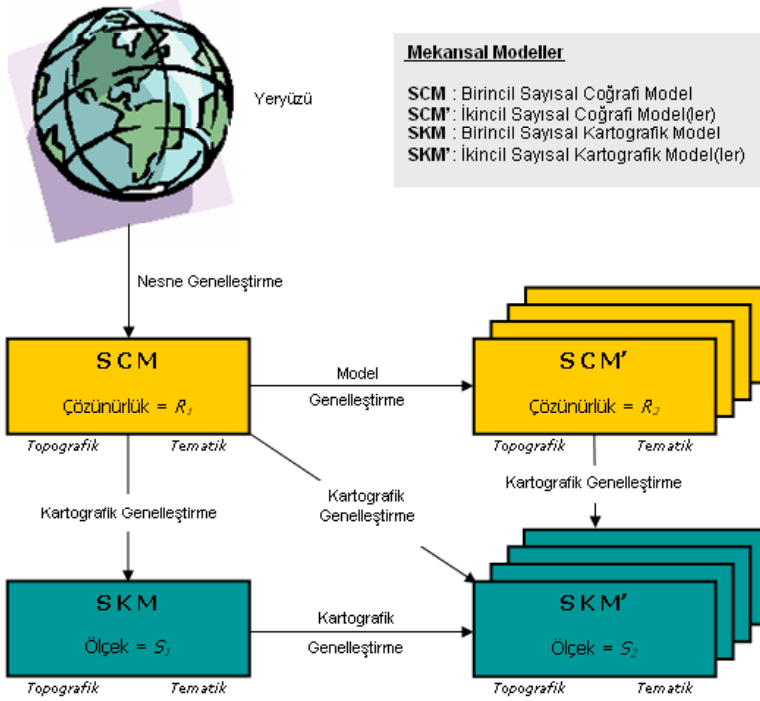 Yeryüzü
Mekansal Modeller
SCM : Birincil Sayısal Coğrafi Model
SCM' : İkincil Sayısal Coğrafi Model(ler)
SKM : Birincil Sayısal Kartografik Model
SKM' : İkincil Sayısal Kartografik Model(ler)
Nesne Genelleştirme
SCM
Çözünürlük = R₁
Topografik Tematik
Model
Genelleştirme
SCM'
Çözünürlük = R₂
Topografik Tematik
Kartografik Genelleştirme
Kartografik
Genelleştirme
Kartografik Genelleştirme
SKM
Ölçek = S₁
Topografik Tematik
Kartografik
Genelleştirme
SKM'
Ölçek = S₂
Topografik Tematik